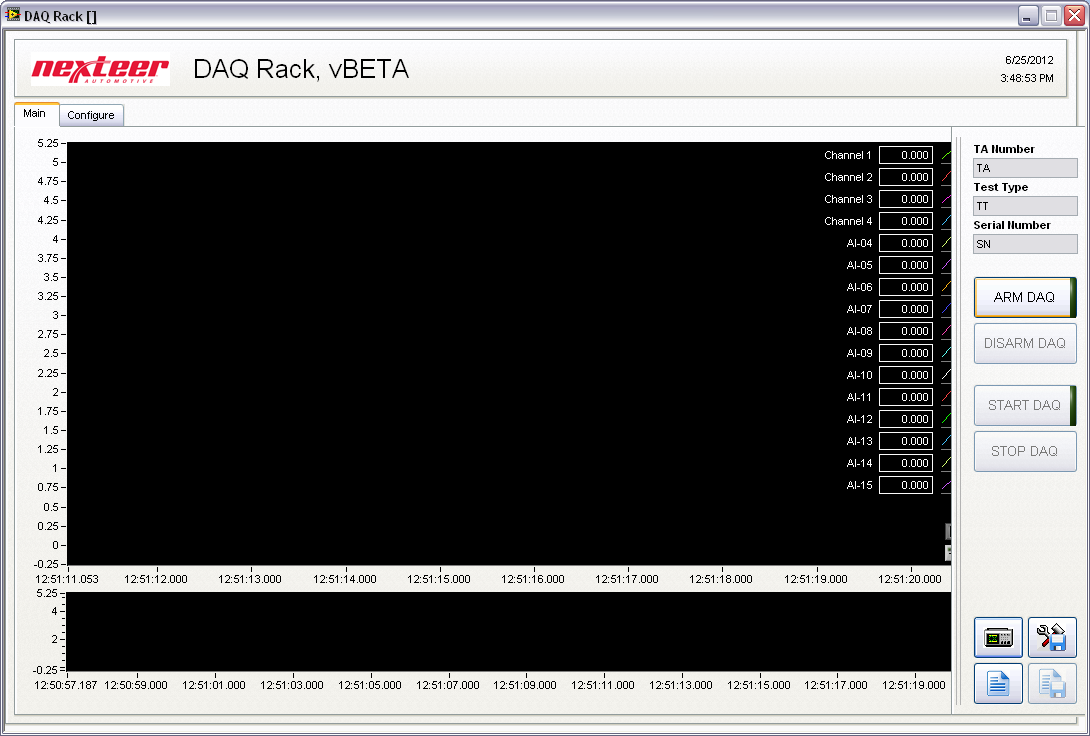 DAQ Rack []
nexteer
AUTOMOTIVE
DAQ Rack, vBETA
6/25/2012
3:48:53 PM
Main
Configure
5.25
5
4.75
4.5
4.25
4
3.75
3.5
3.25
3
2.75
2.5
2.25
2
1.75
1.5
1.25
1
0.75
0.5
0.25
0
-0.25
Channel 1 0.000
Channel 2 0.000
Channel 3 0.000
Channel 4 0.000
AI-04 0.000
AI-05 0.000
AI-06 0.000
AI-07 0.000
AI-08 0.000
AI-09 0.000
AI-10 0.000
AI-11 0.000
AI-12 0.000
AI-13 0.000
AI-14 0.000
AI-15 0.000
12:51:11.053 12:51:12.000 12:51:13.000 12:51:14.000 12:51:15.000 12:51:16.000 12:51:17.000 12:51:18.000 12:51:19.000 12:51:20.000
5.25
4
2
-0.25
12:50:57.187 12:50:59.000 12:51:01.000 12:51:03.000 12:51:05.000 12:51:07.000 12:51:09.000 12:51:11.000 12:51:13.000 12:51:15.000 12:51:17.000 12:51:19.000
TA Number
TA
Test Type
TT
Serial Number
SN
ARM DAQ
DISARM DAQ
START DAQ
STOP DAQ